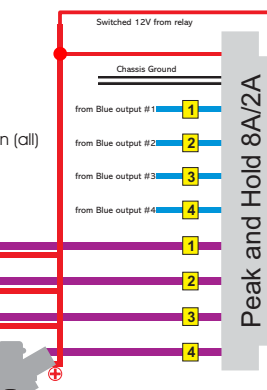 Switched 12V from relay
Chassis Ground
from Blue output #1
1
n (all)
from Blue output #2
2
from Blue output #3
3
from Blue output #4
4
1
2
3
4
Peak and Hold 8A/2A